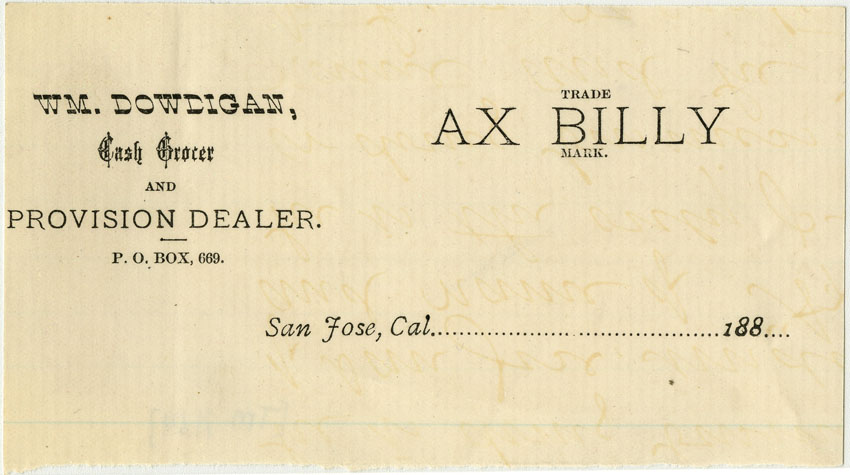 WM. DOWDIGAN,
Cash Grocer
AND
PROVISION DEALER.
P. O. BOX, 669.
TRADE
AX BILLY
MARK.
San Jose, Cal. ........................................188....